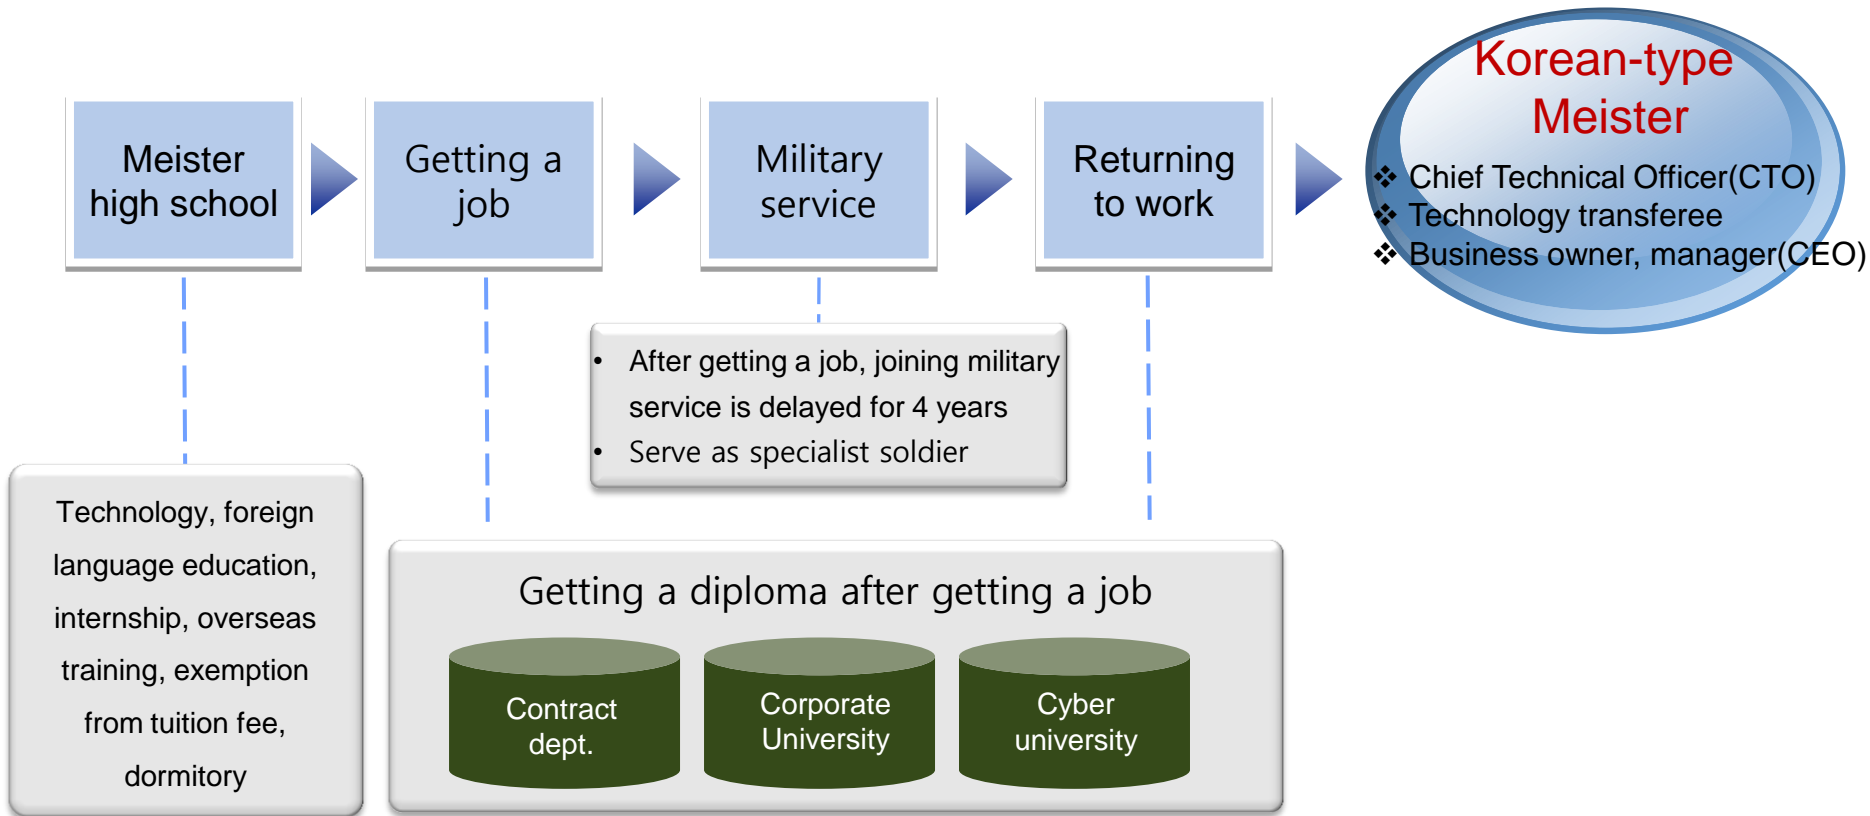 Korean-type
Meister
❖ Chief Technical Officer(CTO)
❖ Technology transferee
❖ Business owner, manager(CEO)
Meister
high school
Getting a
job
Military
service
Returning
to work
• After getting a job, joining military
service is delayed for 4 years
• Serve as specialist soldier
Technology, foreign
language education,
internship, overseas
training, exemption
from tuition fee,
dormitory
Getting a diploma after getting a job
Contract
dept.
Corporate
University
Cyber
university